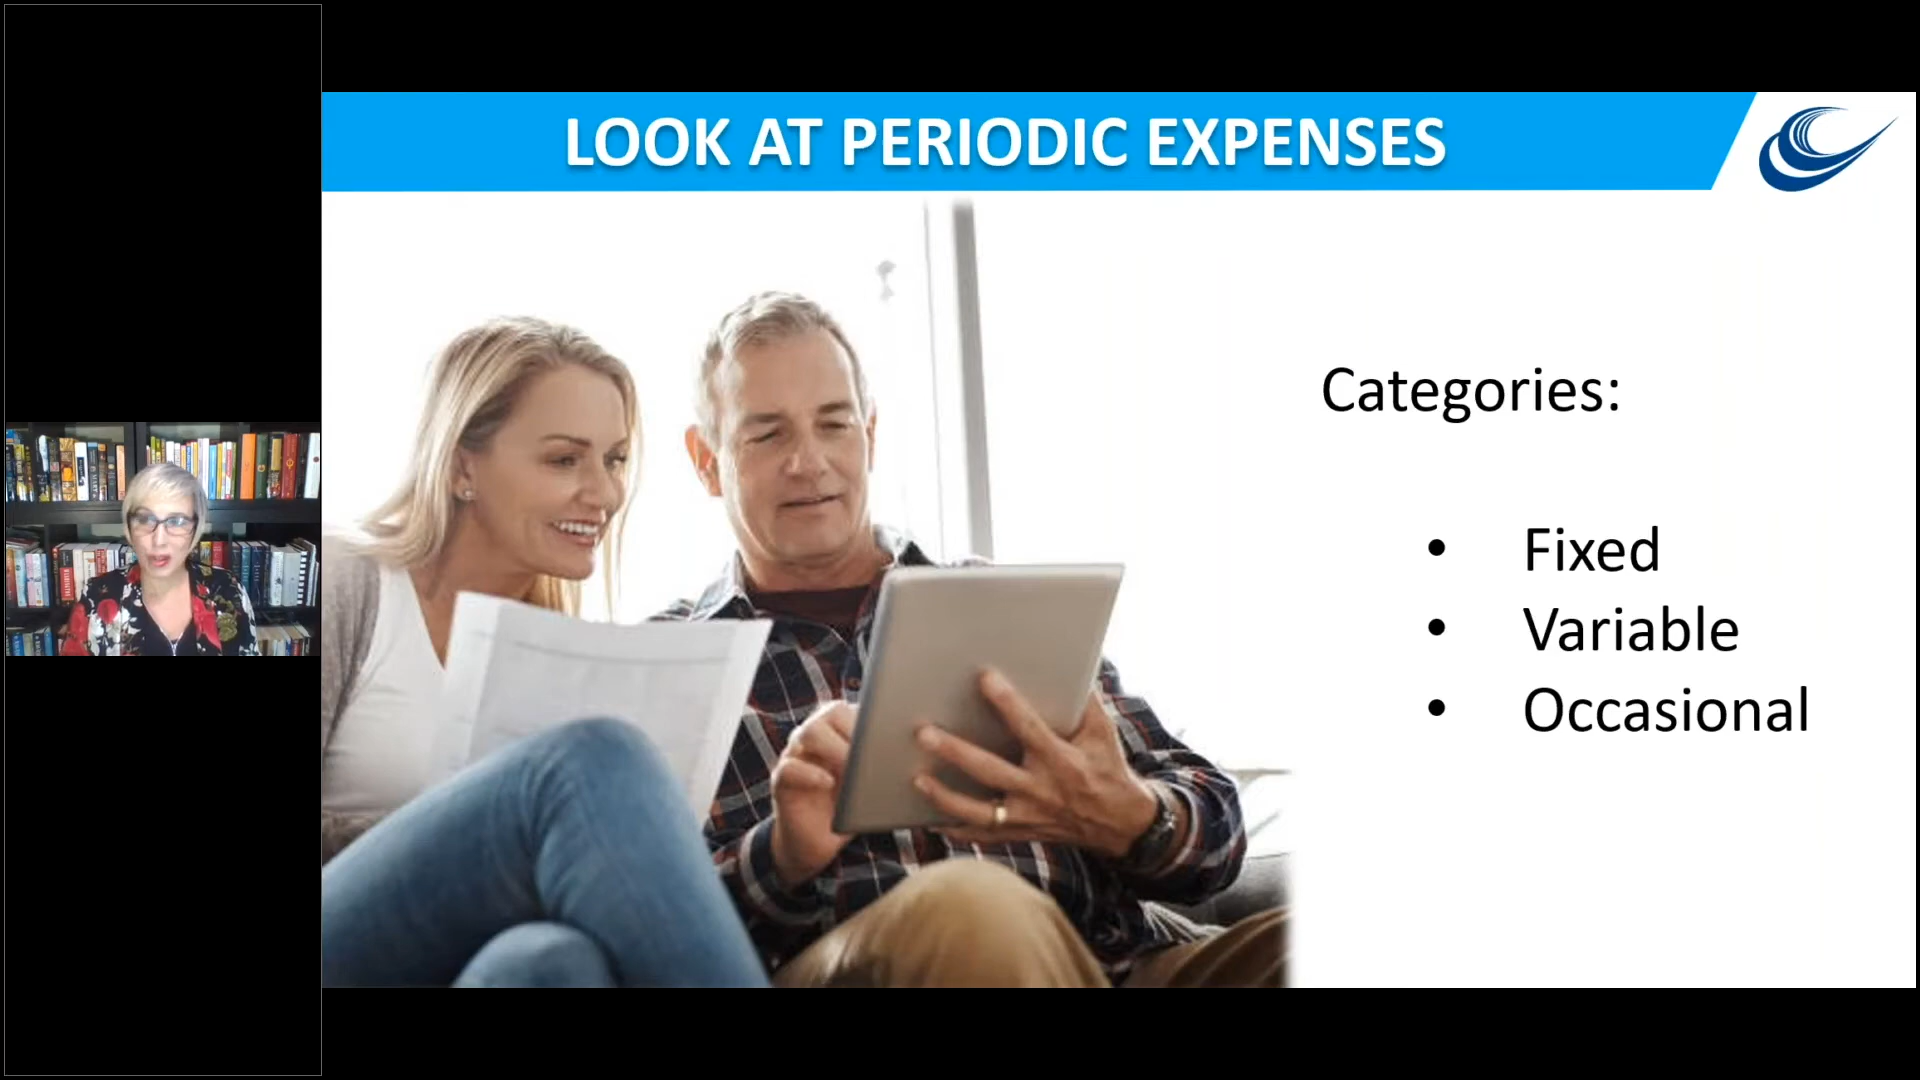 LOOK AT PERIODIC EXPENSES
Categories:
• Fixed
• Variable
• Occasional